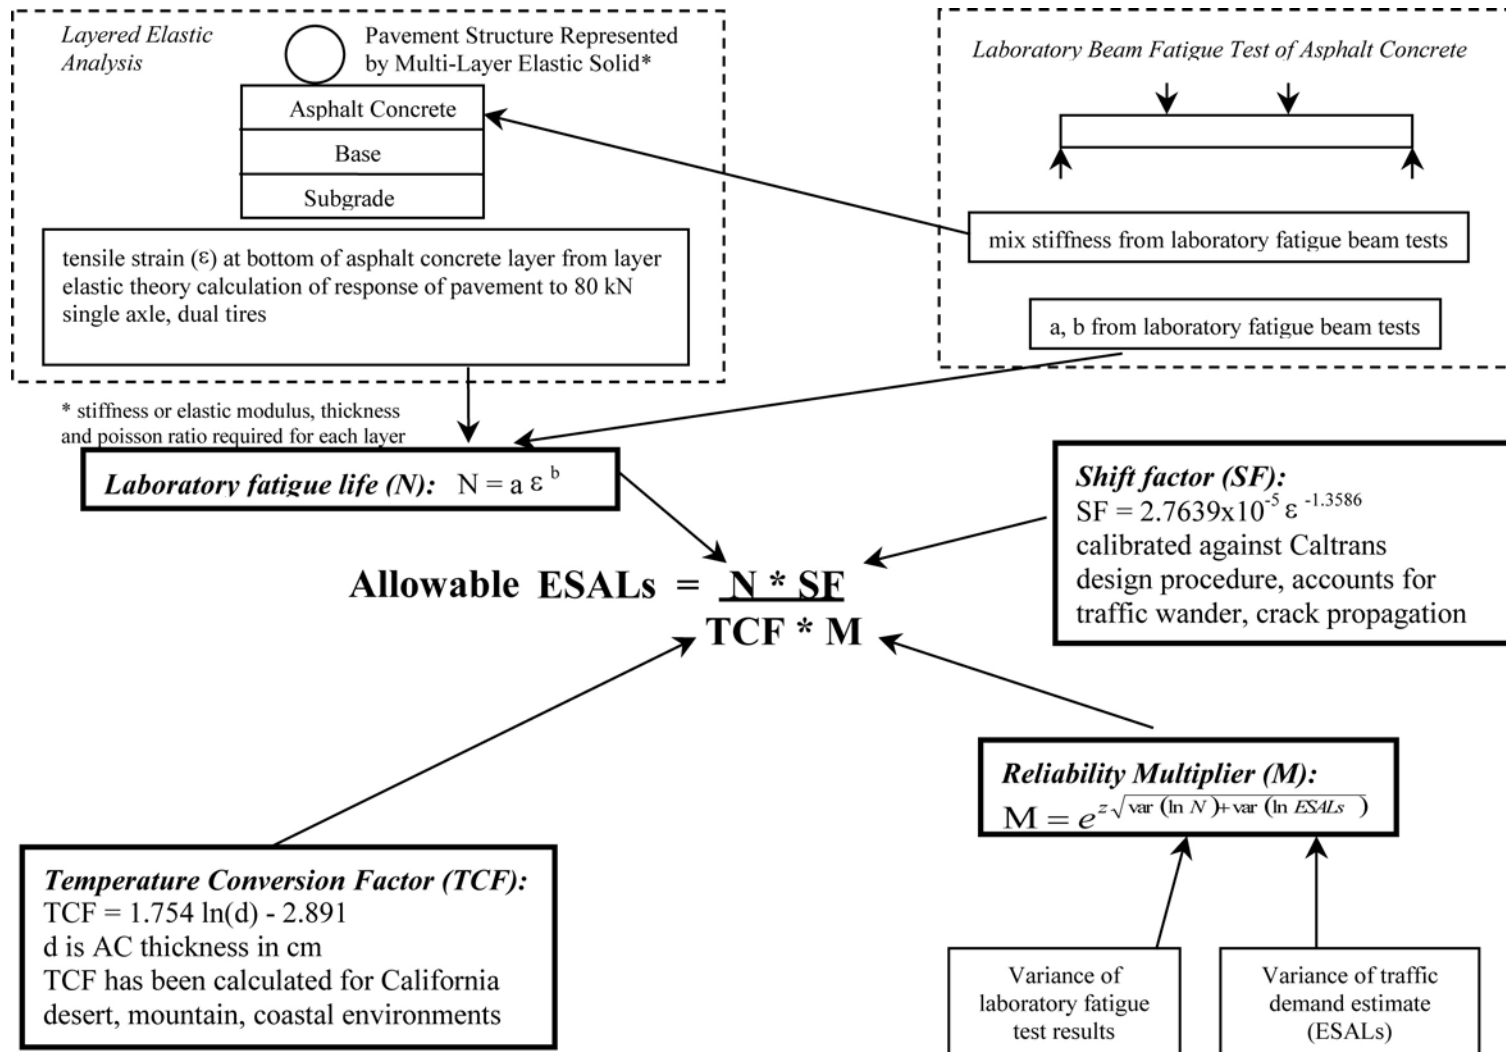 Layered Elastic
Analysis
Pavement Structure Represented
by Multi-Layer Elastic Solid*
Asphalt Concrete
Base
Subgrade
tensile strain (ε) at bottom of asphalt concrete layer from layer
elastic theory calculation of response of pavement to 80 kN
single axle, dual tires
* stiffness or elastic modulus, thickness
and poisson ratio required for each layer
Laboratory Beam Fatigue Test of Asphalt Concrete
mix stiffness from laboratory fatigue beam tests
a, b from laboratory fatigue beam tests
Laboratory fatigue life (N): N = a ε^b
Shift factor (SF):
SF = 2.7639x10^-5 ε^-1.3586
calibrated against Caltrans
design procedure, accounts for
traffic wander, crack propagation
Allowable ESALs = N * SF
TCF * M
Reliability Multiplier (M):
M = e^z√var (ln N)+var (ln ESALs )
Temperature Conversion Factor (TCF):
TCF = 1.754 ln(d) - 2.891
d is AC thickness in cm
TCF has been calculated for California
desert, mountain, coastal environments
Variance of
laboratory fatigue
test results
Variance of traffic
demand estimate
(ESALs)